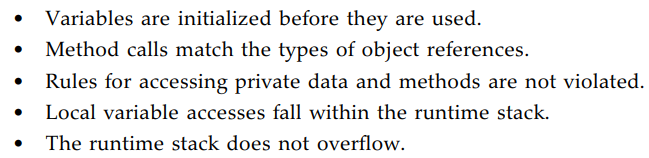 • Variables are initialized before they are used.
• Method calls match the types of object references.
• Rules for accessing private data and methods are not violated.
• Local variable accesses fall within the runtime stack.
• The runtime stack does not overflow.